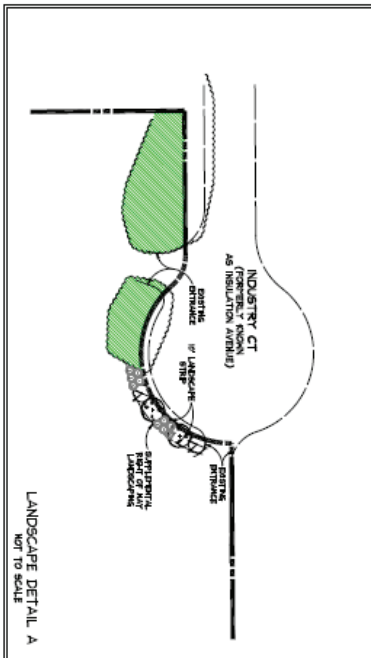 INDUSTRY CT
(FORMERLY KNOWN
AS INSULATION AVENUE)
EXISTING
ENTRANCE
10' LANDSCAPE
STRIP
EXISTING
ENTRANCE
SUPPLEMENTAL
RIGHT OF WAY
LANDSCAPING
LANDSCAPE DETAIL A
NOT TO SCALE